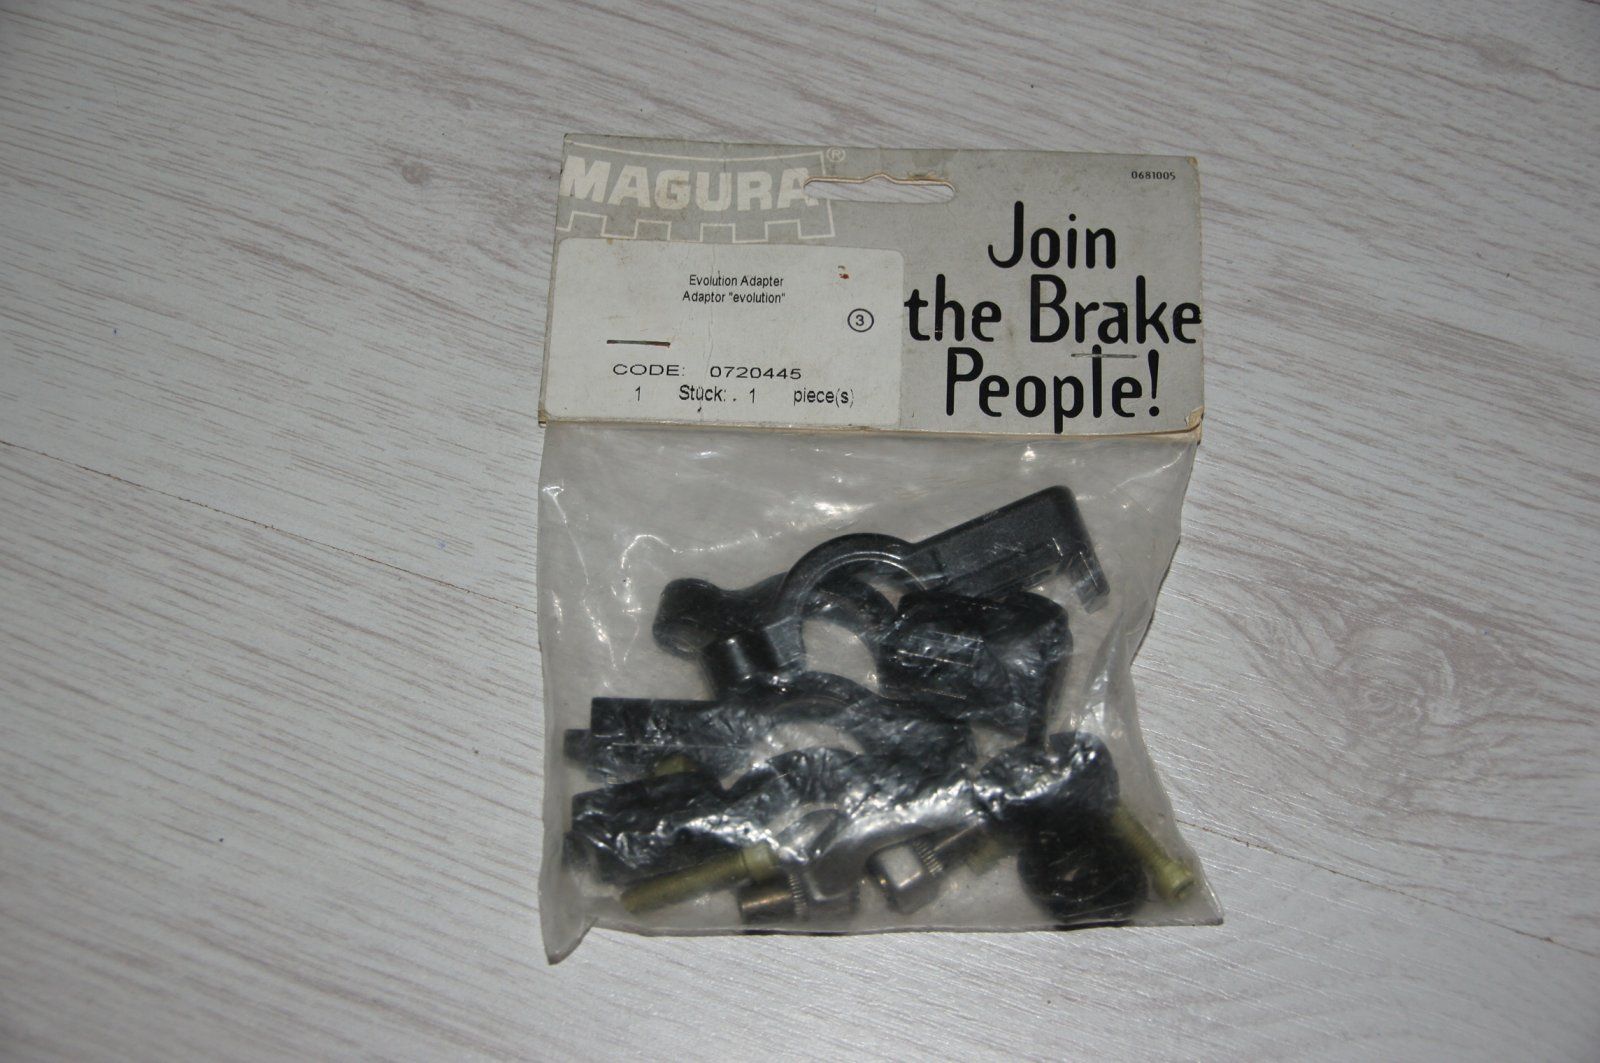 MAGURA®
0681005
Join
the Brake
People!
Evolution Adapter
Adaptor "evolution"
3
CODE: 0720445
1 Stück: . 1 piece(s)